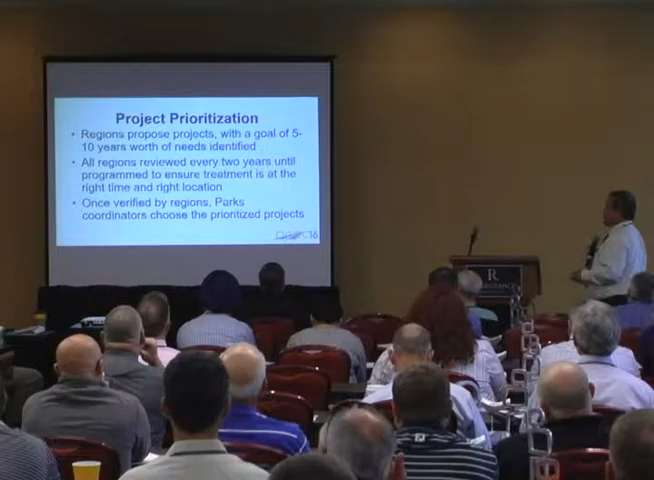 Project Prioritization
• Regions propose projects, with a goal of 5-
10 years worth of needs identified
• All regions reviewed every two years until
programmed to ensure treatment is at the
right time and right location
• Once verified by regions, Parks
coordinators choose the prioritized projects
16
R